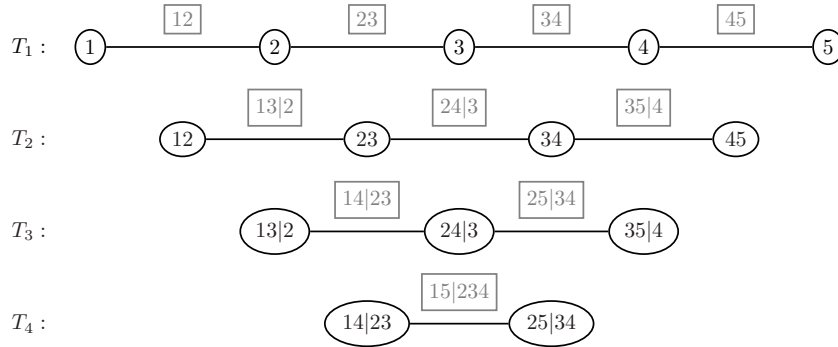 12 23 34 45
T₁ : 1 2 3 4 5
13|2 24|3 35|4
T₂ : 12 23 34 45
14|23 25|34
T₃ : 13|2 24|3 35|4
15|234
T₄ : 14|23 25|34